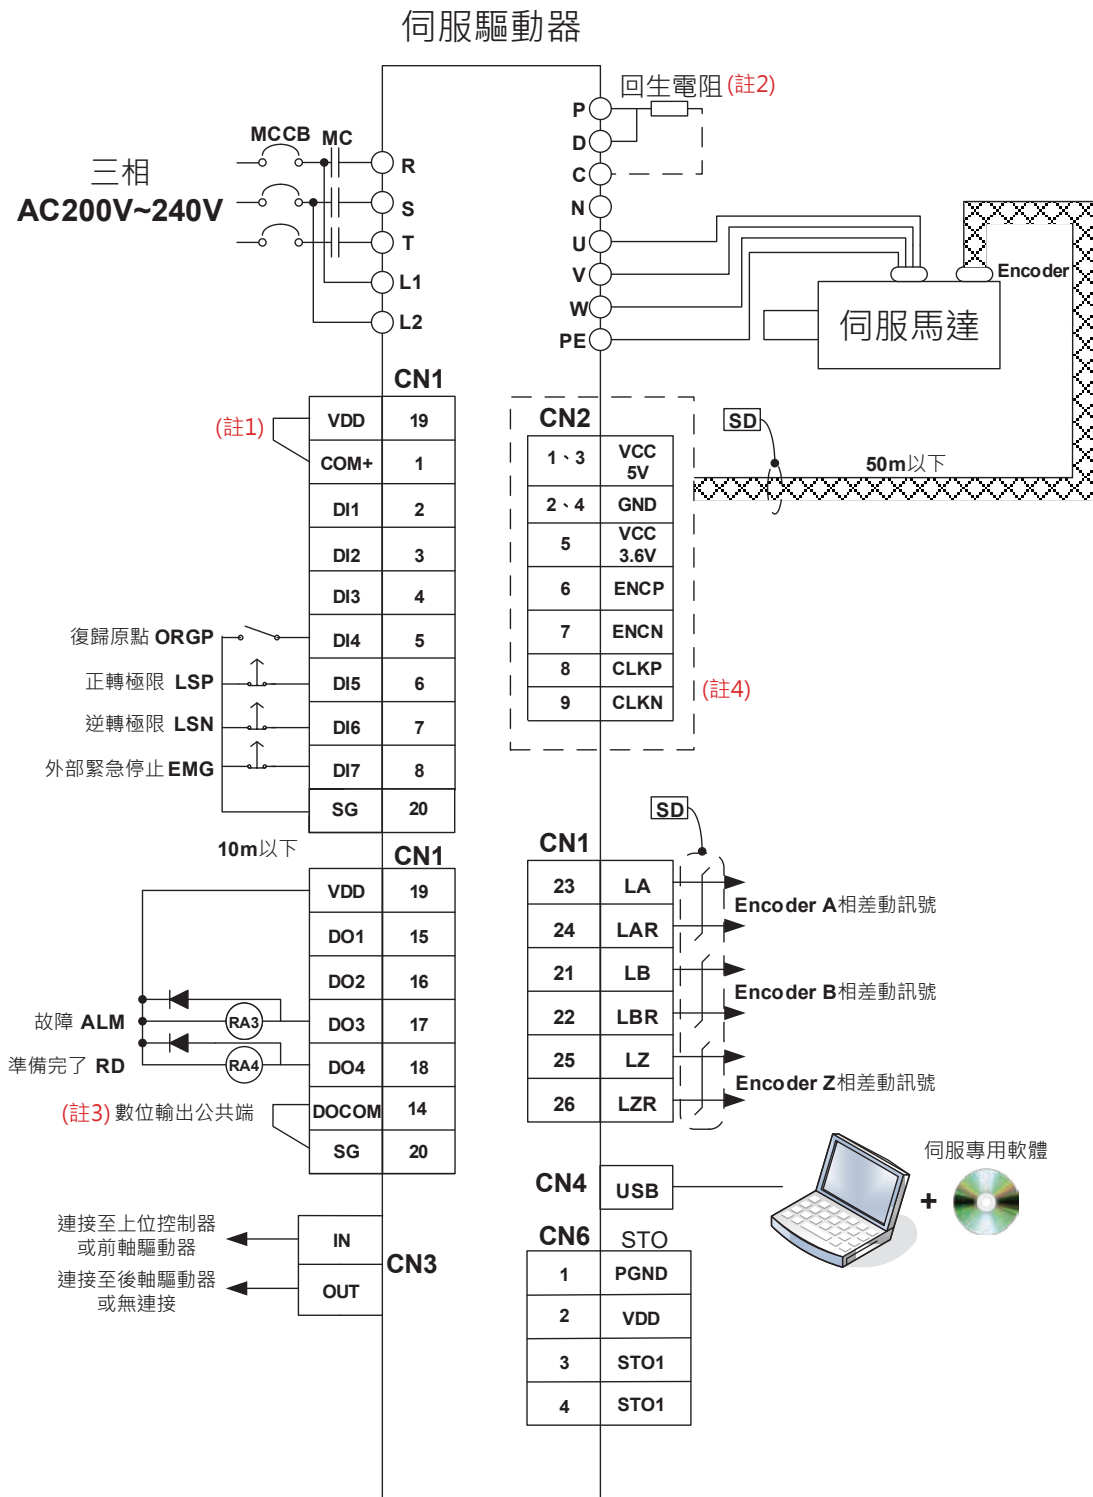 伺服驅動器
回生電阻(註2)
P
D
C
N
U
V
W
PE
MCCB MC
三相
AC200V~240V
R
S
T
L1
L2
Encoder
伺服馬達
CN1
(註1)
VDD 19
COM+ 1
DI1 2
DI2 3
DI3 4
復歸原點 ORGP DI4 5
正轉極限 LSP DI5 6
逆轉極限 LSN DI6 7
外部緊急停止 EMG DI7 8
SG 20
10m以下
CN2
1、3 VCC 5V
2、4 GND
5 VCC 3.6V
6 ENCP
7 ENCN
8 CLKP
9 CLKN
(註4)
SD
50m以下
CN1
VDD 19
DO1 15
DO2 16
故障 ALM RA3 DO3 17
準備完了 RD RA4 DO4 18
(註3) 數位輸出公共端 DOCOM 14
SG 20
SD
CN1
23 LA
24 LAR
Encoder A相差動訊號
21 LB
22 LBR
Encoder B相差動訊號
25 LZ
26 LZR
Encoder Z相差動訊號
CN4 USB
伺服專用軟體
+
連接至上位控制器
或前軸驅動器
IN
連接至後軸驅動器
或無連接
OUT
CN3
CN6 STO
1 PGND
2 VDD
3 STO1
4 STO1